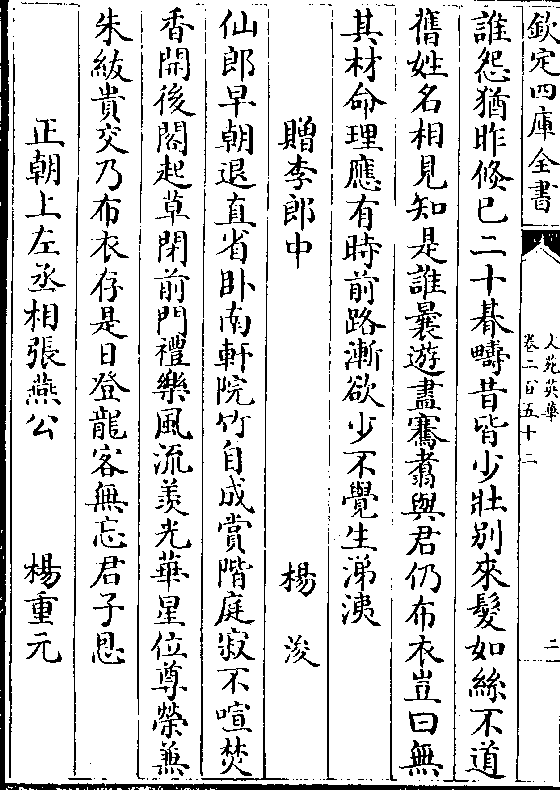 欽定四庫全書
文苑英華
卷二百五十二
二
誰怨猶昨倐已二十朞疇昔皆少壯别來髮如絲不道
舊姓名相見知是誰曩遊盡騫翥與君仍布衣豈曰無
其材命理應有時前路漸欲少不覺生涕洟
贈李郎中 楊浚
仙郎早朝退直省卧南軒院竹自成賞階庭寂不喧焚
香開後閣起草閉前門禮樂風流羨光華星位尊榮兼
朱紱貴交乃布衣存是日登龍客無忘君子恩
正朝上左丞相張燕公 楊重元